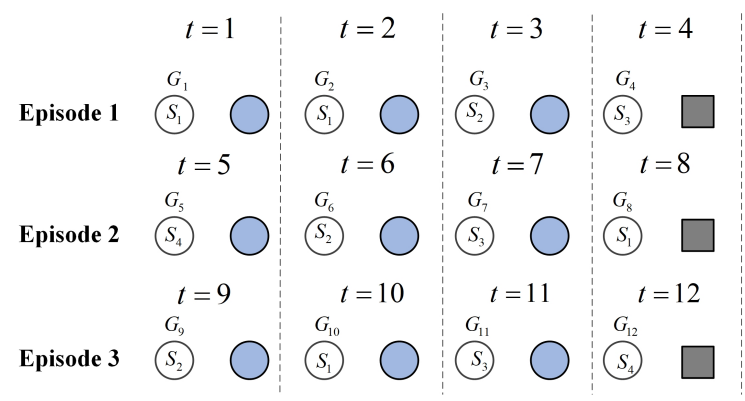 t = 1 t = 2 t = 3 t = 4
G₁ G₂ G₃ G₄
Episode 1 S₁ S₁ S₂ S₃
t = 5 t = 6 t = 7 t = 8
G₅ G₆ G₇ G₈
Episode 2 S₄ S₂ S₃ S₁
t = 9 t = 10 t = 11 t = 12
G₉ G₁₀ G₁₁ G₁₂
Episode 3 S₂ S₁ S₃ S₄